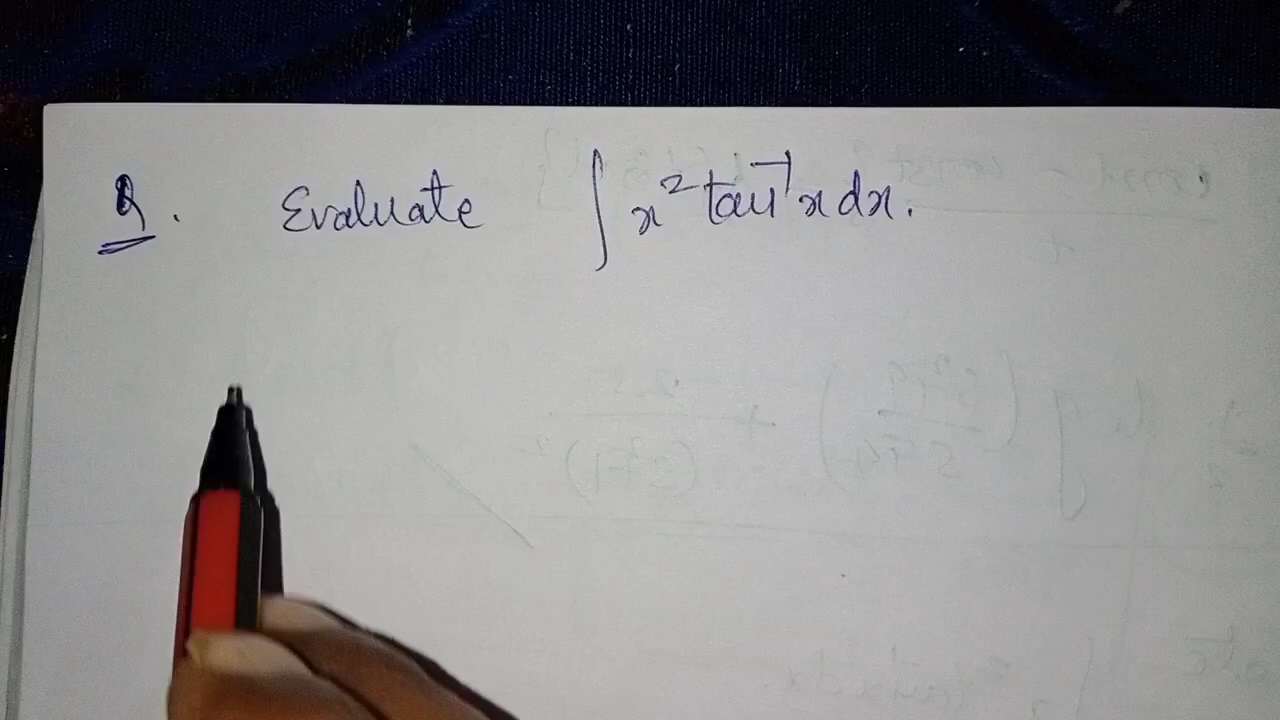 Q. Evaluate ∫ x² tan⁻¹x dx.